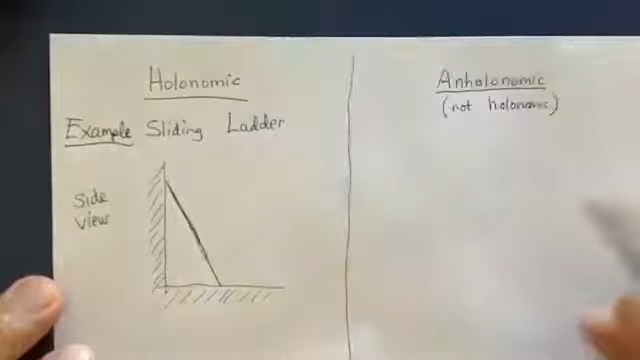 Holonomic
Example Sliding Ladder
Side
View
Anholonomic
(not holonomic)